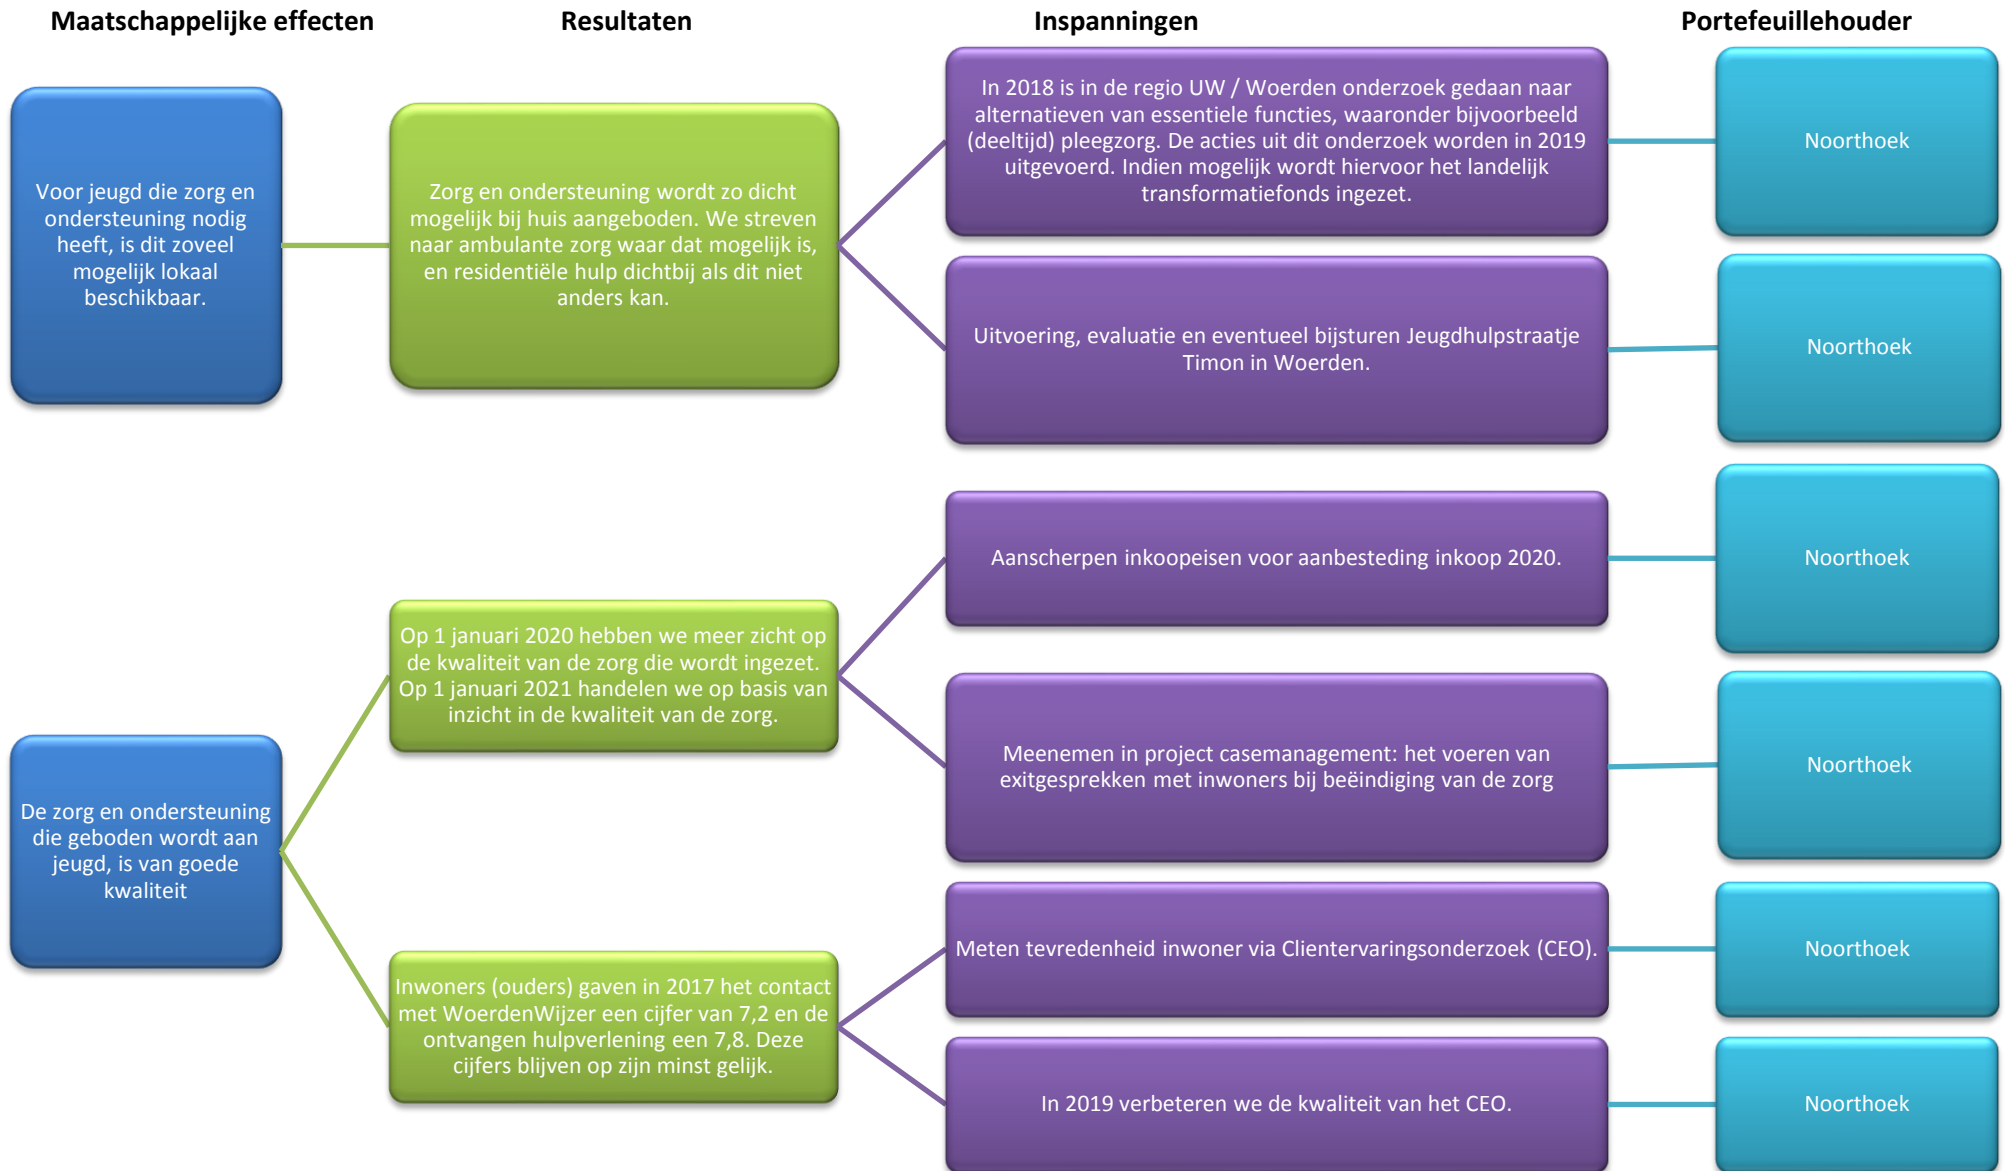 Maatschappelijke effecten
Resultaten
Inspanningen
Portefeuillehouder
Voor jeugd die zorg en
ondersteuning nodig
heeft, is dit zoveel
mogelijk lokaal
beschikbaar.
Zorg en ondersteuning wordt zo dicht
mogelijk bij huis aangeboden. We streven
naar ambulante zorg waar dat mogelijk is,
en residentiële hulp dichtbij als dit niet
anders kan.
In 2018 is in de regio UW / Woerden onderzoek gedaan naar
alternatieven van essentiele functies, waaronder bijvoorbeeld
(deeltijd) pleegzorg. De acties uit dit onderzoek worden in 2019
uitgevoerd. Indien mogelijk wordt hiervoor het landelijk
transformatiefonds ingezet.
Noorthoek
Uitvoering, evaluatie en eventueel bijsturen Jeugdhulpstraatje
Timon in Woerden.
Noorthoek
De zorg en ondersteuning
die geboden wordt aan
jeugd, is van goede
kwaliteit
Op 1 januari 2020 hebben we meer zicht op
de kwaliteit van de zorg die wordt ingezet.
Op 1 januari 2021 handelen we op basis van
inzicht in de kwaliteit van de zorg.
Aanscherpen inkoopeisen voor aanbesteding inkoop 2020.
Noorthoek
Meenemen in project casemanagement: het voeren van
exitgesprekken met inwoners bij beëindiging van de zorg
Noorthoek
Inwoners (ouders) gaven in 2017 het contact
met WoerdenWijzer een cijfer van 7,2 en de
ontvangen hulpverlening een 7,8. Deze
cijfers blijven op zijn minst gelijk.
Meten tevredenheid inwoner via Clientervaringsonderzoek (CEO).
Noorthoek
In 2019 verbeteren we de kwaliteit van het CEO.
Noorthoek